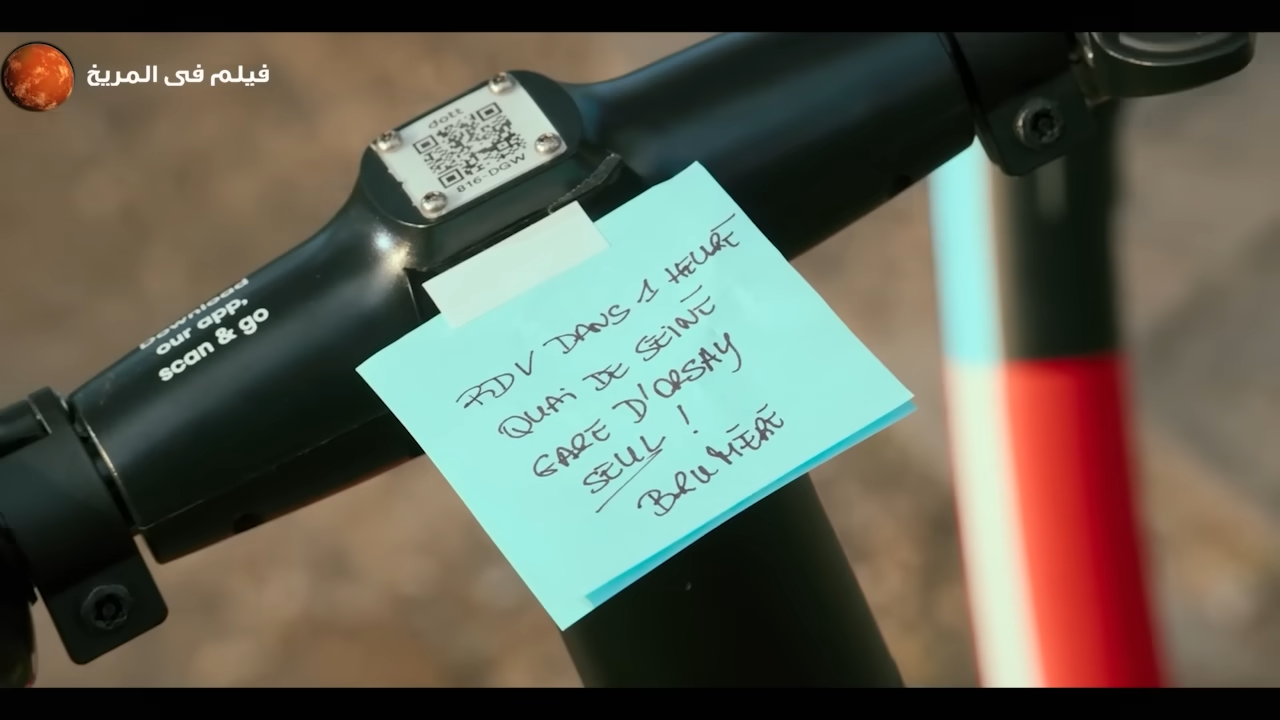 فيلم فى المريخ
dott
816-DGW
Download
our app,
scan & go
RDV DANS 1 HEURE
QUAI DE SEINE
GARE D'ORSAY
SEUL !
BRUMÈRE